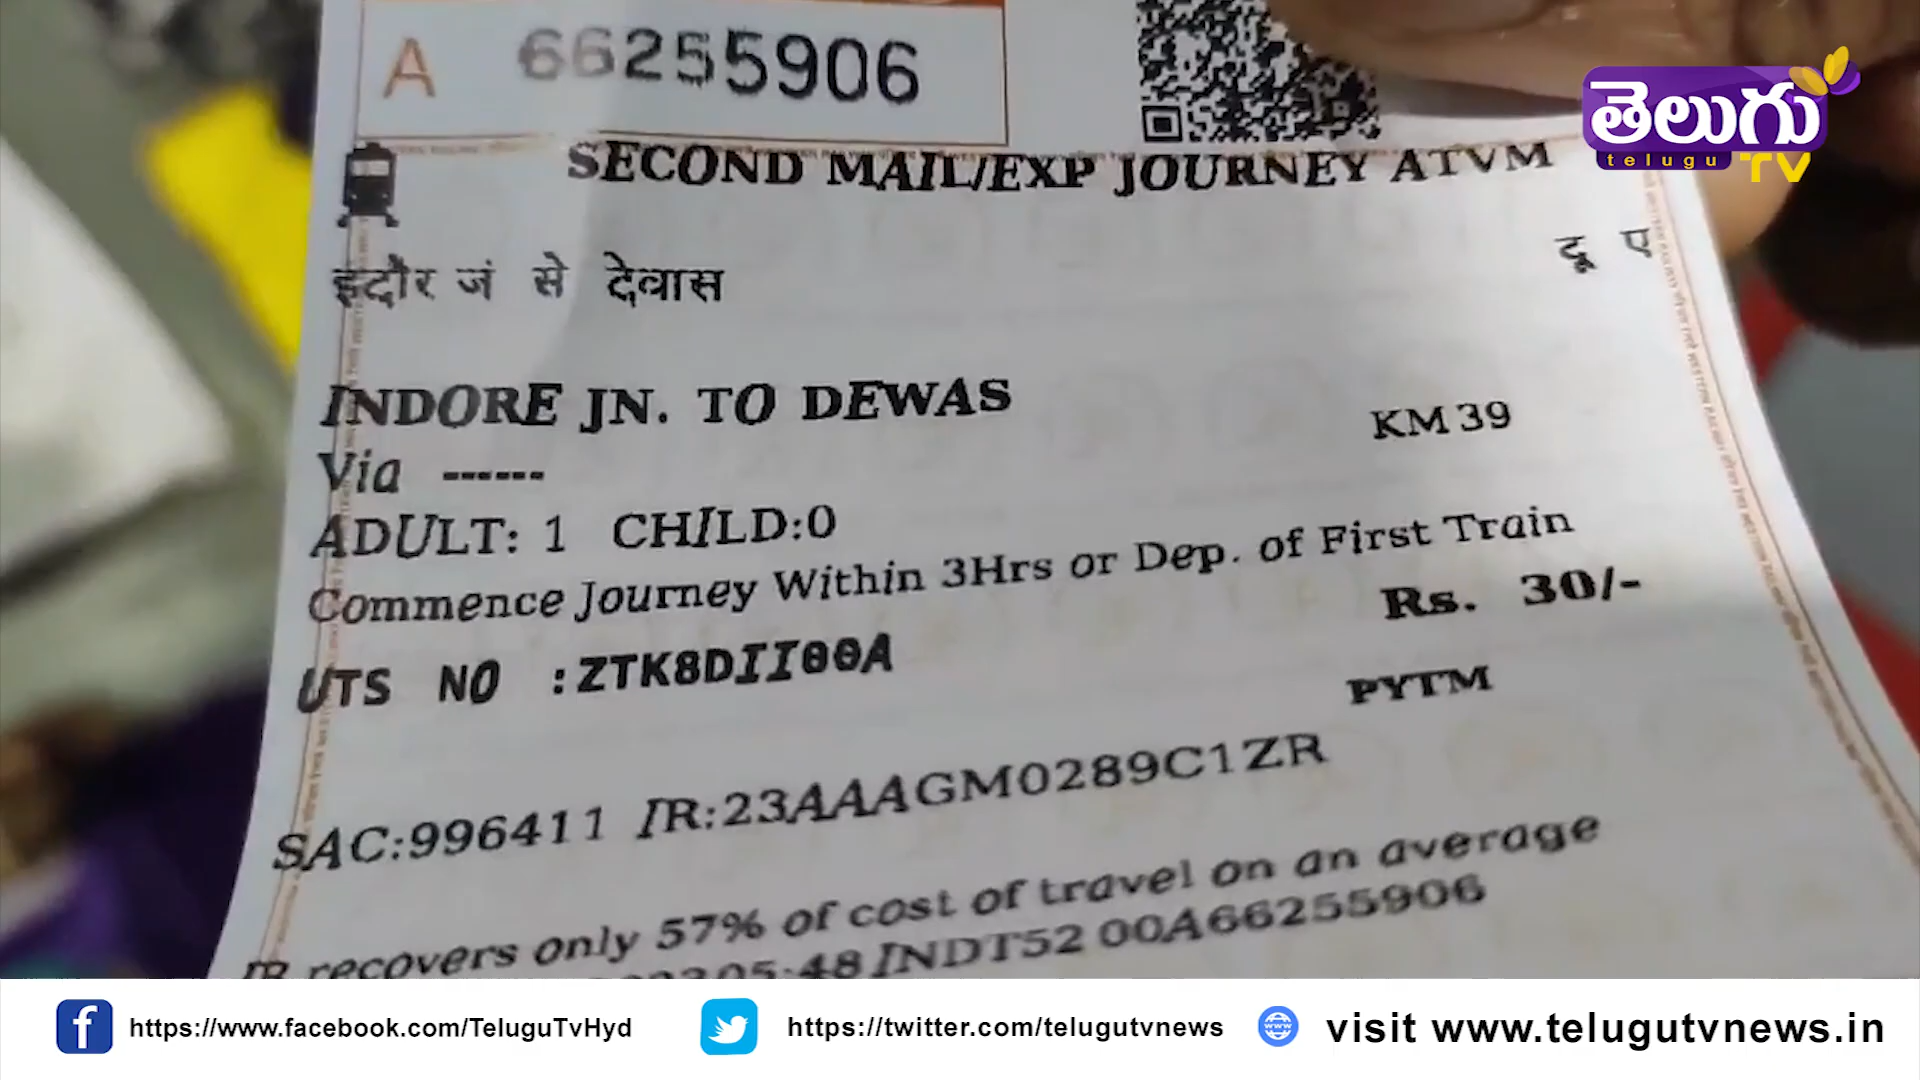 A 66255906
తెలుగు
telugu
TV
SECOND MAIL/EXP JOURNEY ATVM
इंदौर जं से देवास
टू ए
INDORE JN. TO DEWAS
KM 39
Via ------
ADULT: 1 CHILD:0
Commence Journey Within 3Hrs or Dep. of First Train
Rs. 30/-
UTS NO :ZTK8DII00A
PYTM
SAC:996411 IR:23AAAGM0289C1ZR
IR recovers only 57% of cost of travel on an average
05:48 INDT52 00A66255906
https://www.facebook.com/TeluguTvHyd
https://twitter.com/telugutvnews
visit www.telugutvnews.in